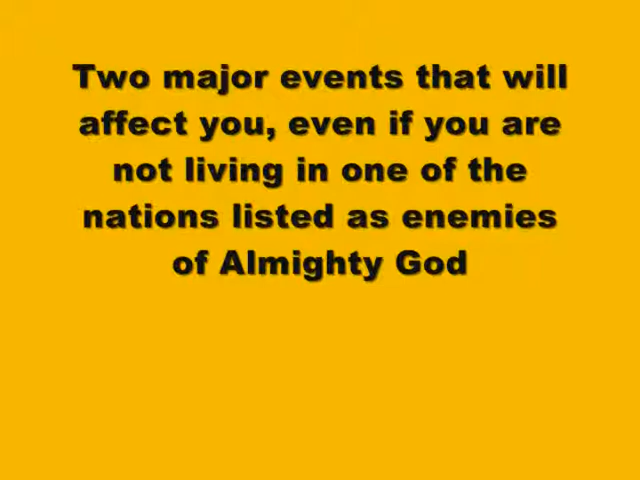 Two major events that will
affect you, even if you are
not living in one of the
nations listed as enemies
of Almighty God